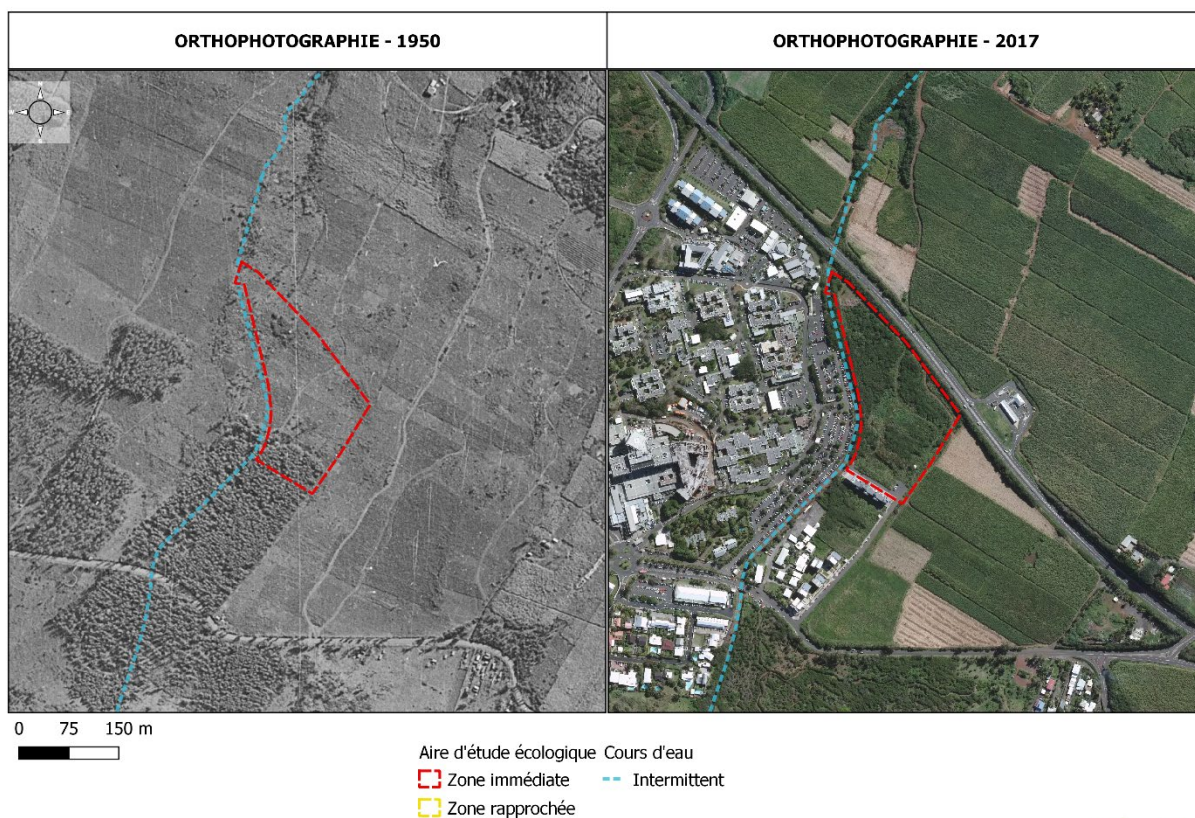 ORTHOPHOTOGRAPHIE - 1950
ORTHOPHOTOGRAPHIE - 2017
0 75 150 m
Aire d'étude écologique Cours d'eau
Zone immédiate Intermittent
Zone rapprochée